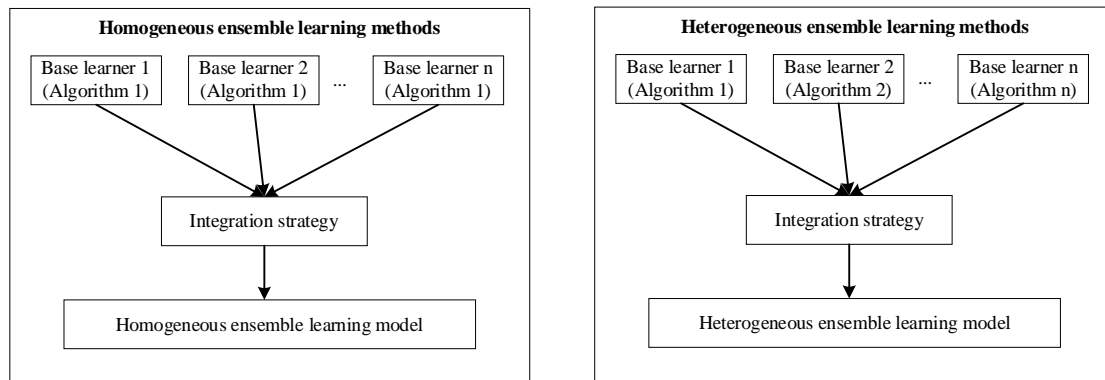 Homogeneous ensemble learning methods
Base learner 1
(Algorithm 1)
Base learner 2
(Algorithm 1)
...
Base learner n
(Algorithm 1)
Integration strategy
Homogeneous ensemble learning model
Heterogeneous ensemble learning methods
Base learner 1
(Algorithm 1)
Base learner 2
(Algorithm 2)
...
Base learner n
(Algorithm n)
Integration strategy
Heterogeneous ensemble learning model